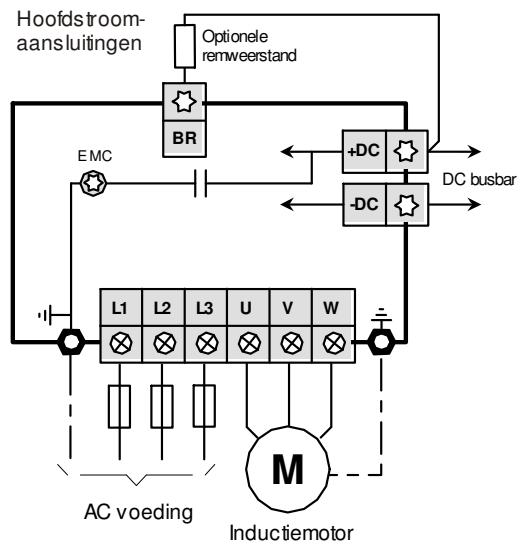 Hoofdstroom-
aansluitingen
Optionele
remweerstand
BR
EMC
+DC
DC busbar
-DC
L1 L2 L3 U V W
M
AC voeding
Inductiemotor